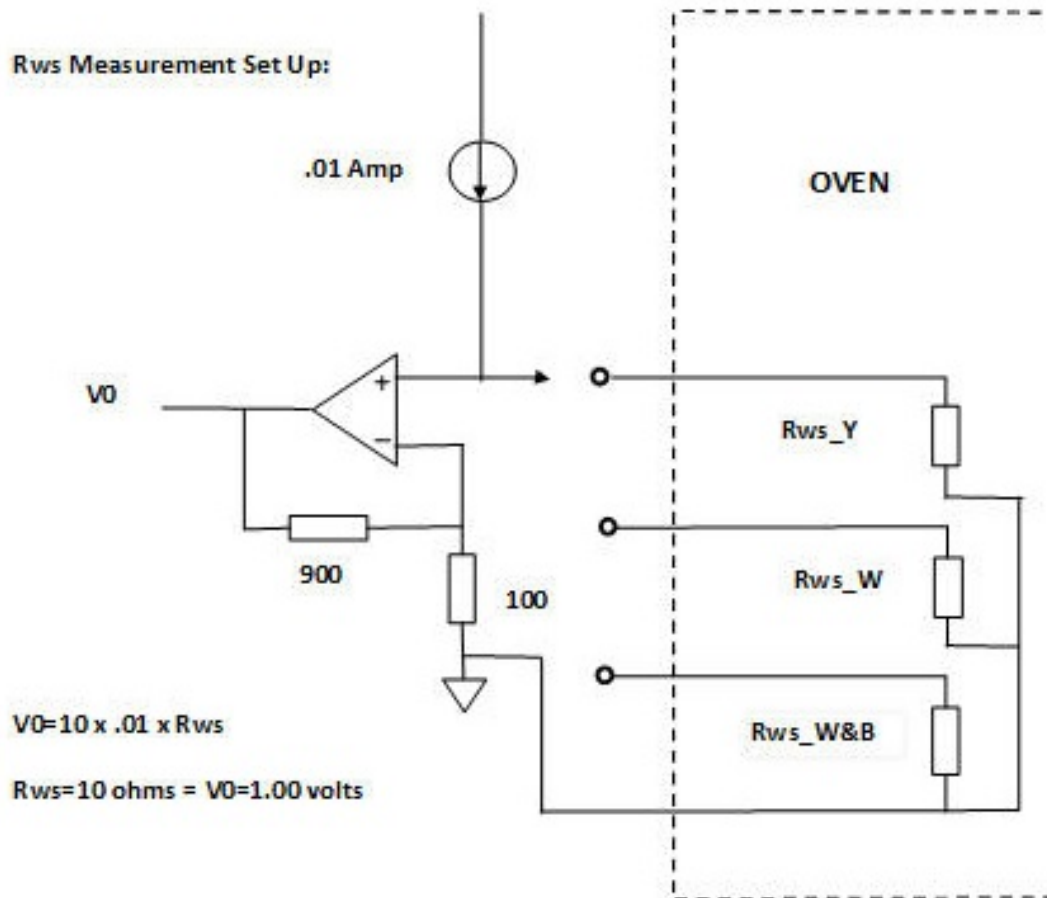 Rws Measurement Set Up:
.01 Amp
OVEN
V0
+
−
Rws_Y
900
100
Rws_W
Rws_W&B
V0=10 x .01 x Rws
Rws=10 ohms = V0=1.00 volts